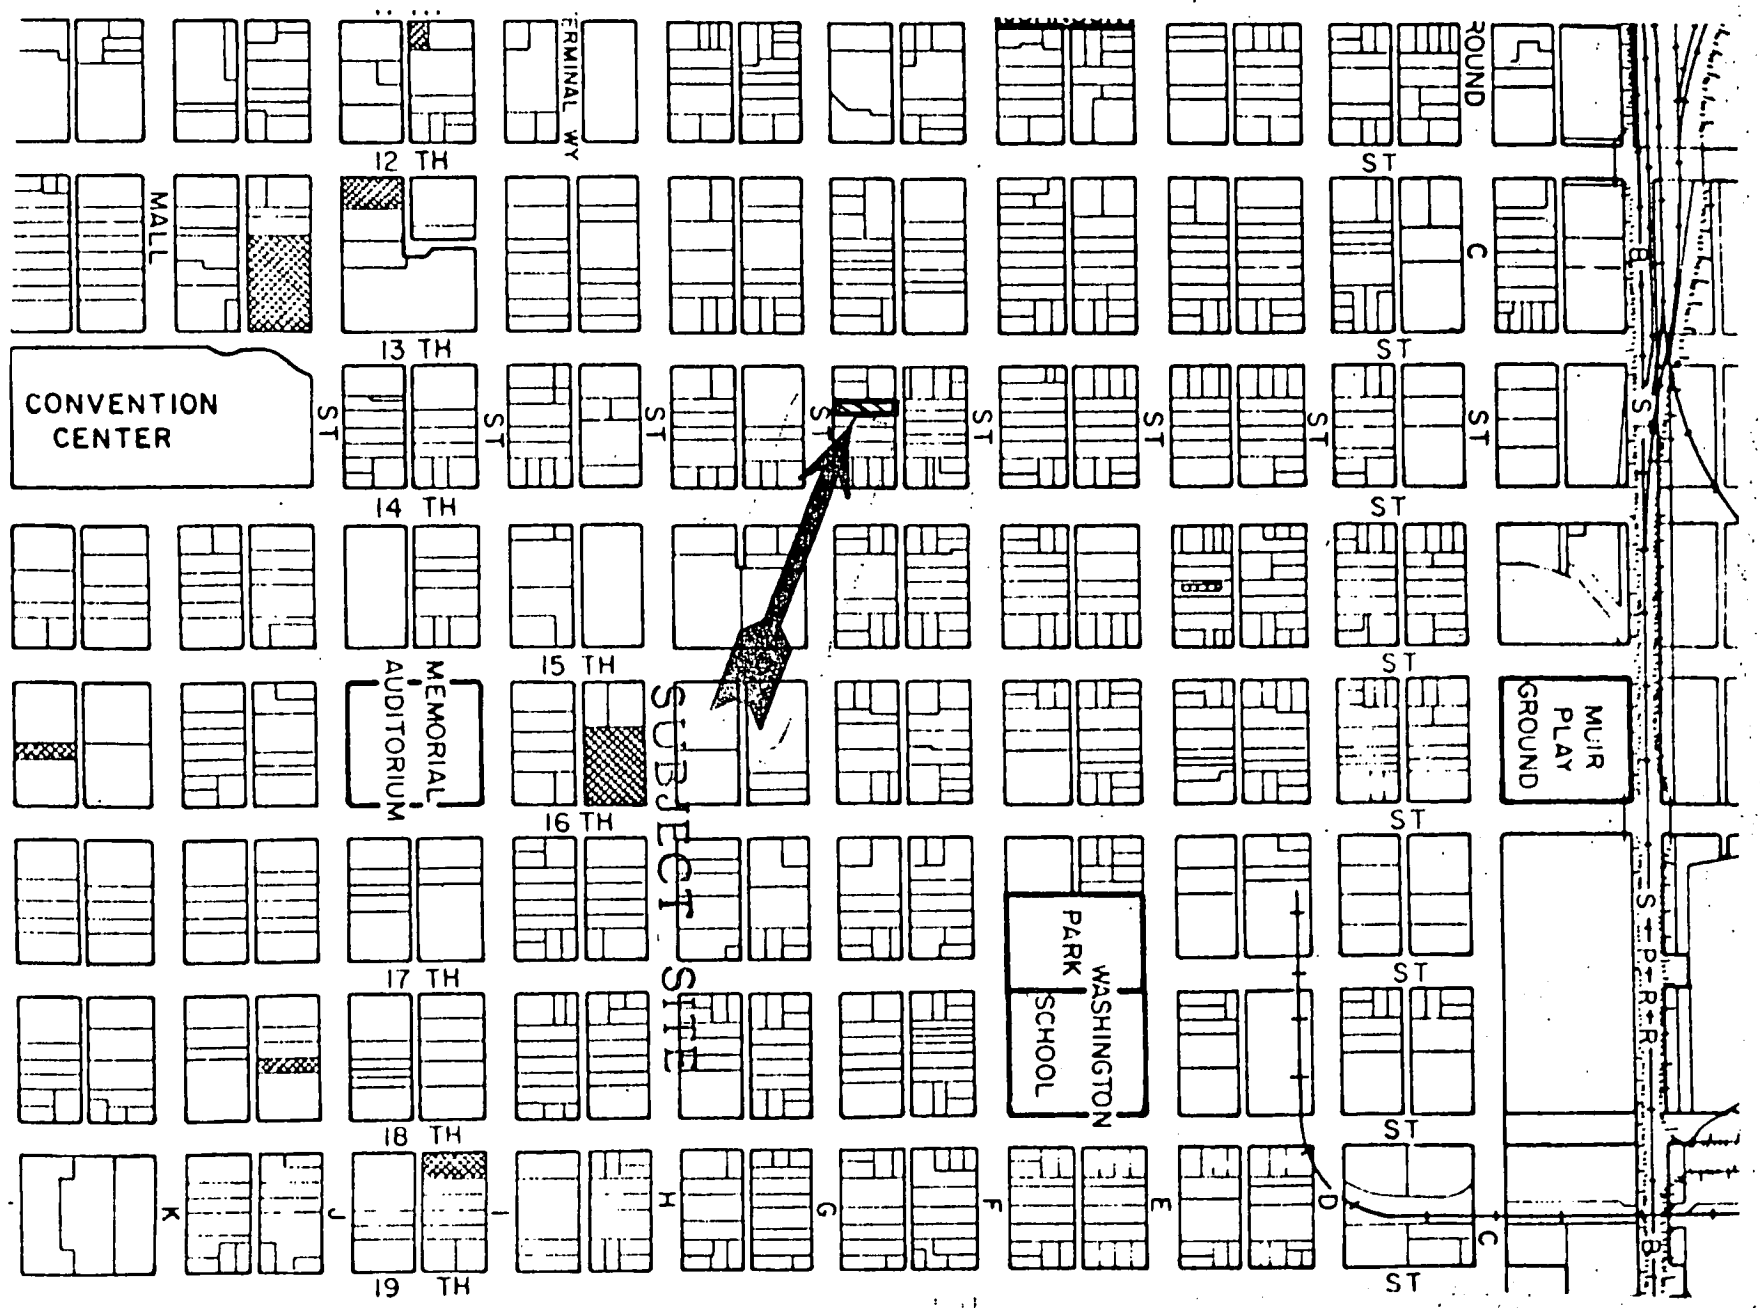 ROUND
TERMINAL WY
12 TH ST
MALL
C
B
13 TH ST
CONVENTION
CENTER
ST ST ST ST ST ST ST ST S
14 TH ST
15 TH ST
MEMORIAL
AUDITORIUM
SUBJECT SITE
MUIR
PLAY
GROUND
16 TH ST
WASHINGTON
PARK
SCHOOL
S P R R
17 TH ST
18 TH ST
K J I H G F E D C B
19 TH ST